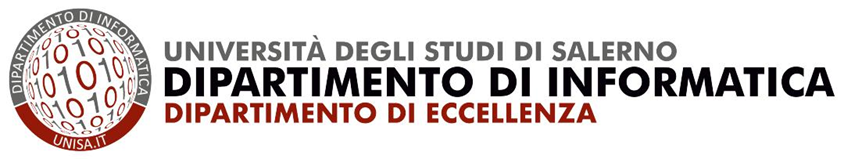 DIPARTIMENTO DI INFORMATICA
UNISA.IT
UNIVERSITÀ DEGLI STUDI DI SALERNO
DIPARTIMENTO DI INFORMATICA
DIPARTIMENTO DI ECCELLENZA